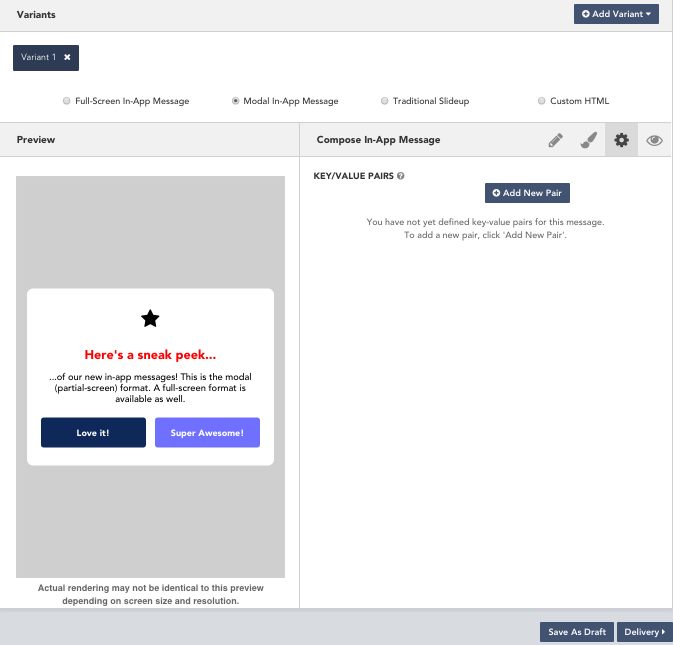 Variants
Add Variant
Variant 1
Full-Screen In-App Message
Modal In-App Message
Traditional Slideup
Custom HTML
Preview
Compose In-App Message
KEY/VALUE PAIRS
Add New Pair
You have not yet defined key-value pairs for this message.
To add a new pair, click 'Add New Pair'.
Here's a sneak peek...
...of our new in-app messages! This is the modal
(partial-screen) format. A full-screen format is
available as well.
Love it!
Super Awesome!
Actual rendering may not be identical to this preview
depending on screen size and resolution.
Save As Draft
Delivery